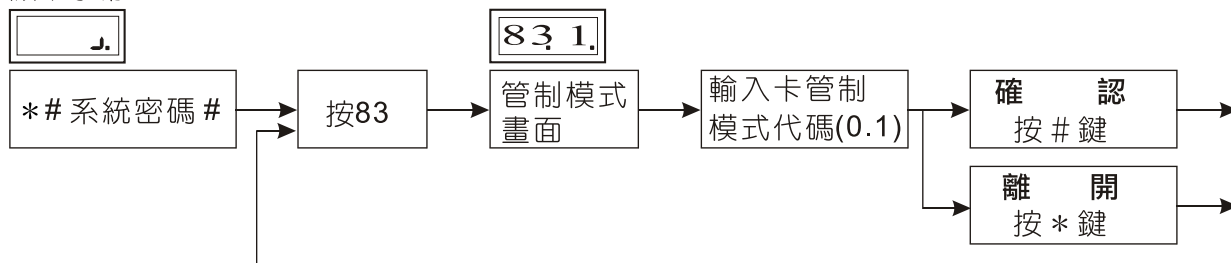 83. 1.
*#系統密碼#
按83
管制模式
畫面
輸入卡管制
模式代碼(0.1)
確 認
按#鍵
離 開
按*鍵